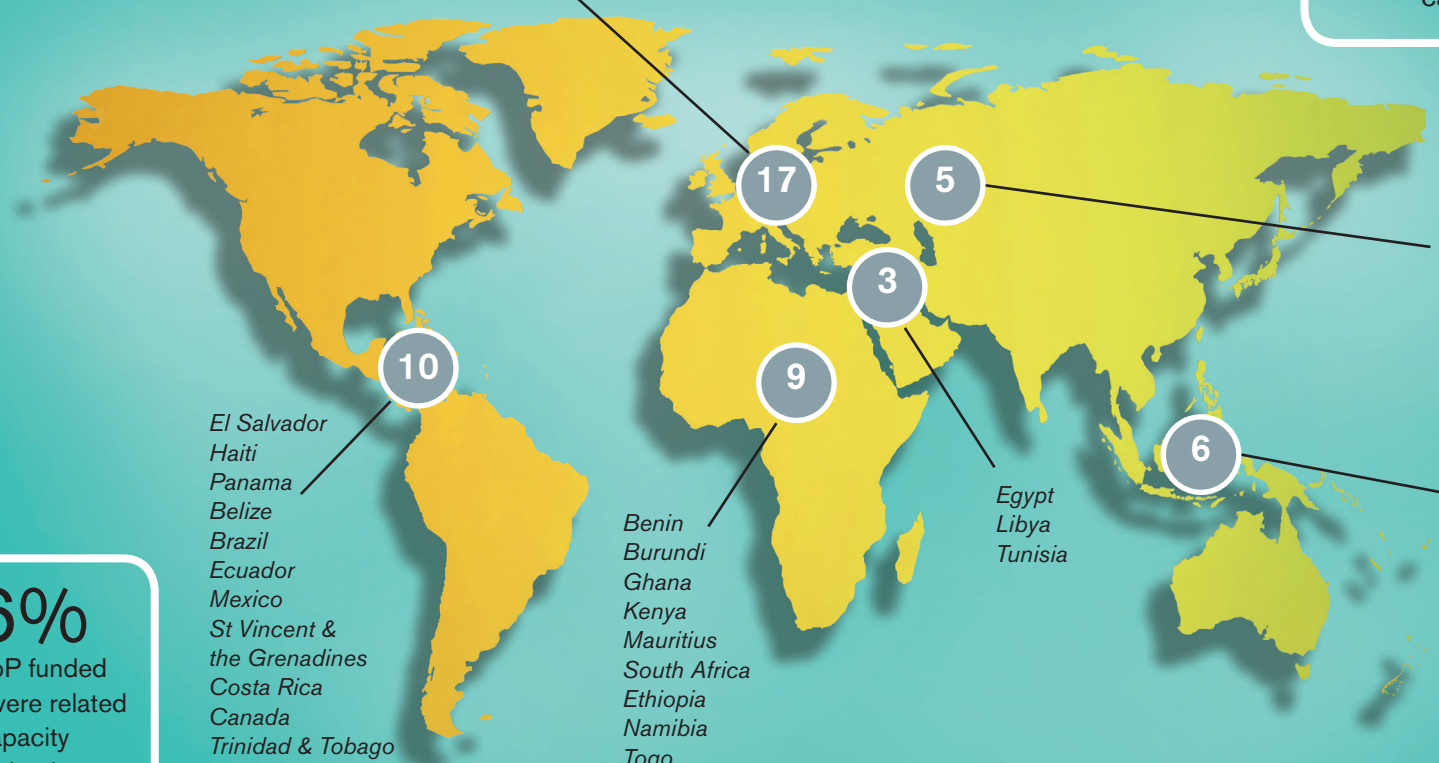 17
5
3
10
9
6
El Salvador
Haiti
Panama
Belize
Brazil
Ecuador
Mexico
St Vincent &
the Grenadines
Costa Rica
Canada
Trinidad & Tobago
Benin
Burundi
Ghana
Kenya
Mauritius
South Africa
Ethiopia
Namibia
Togo
Egypt
Libya
Tunisia
6%
funded
were related